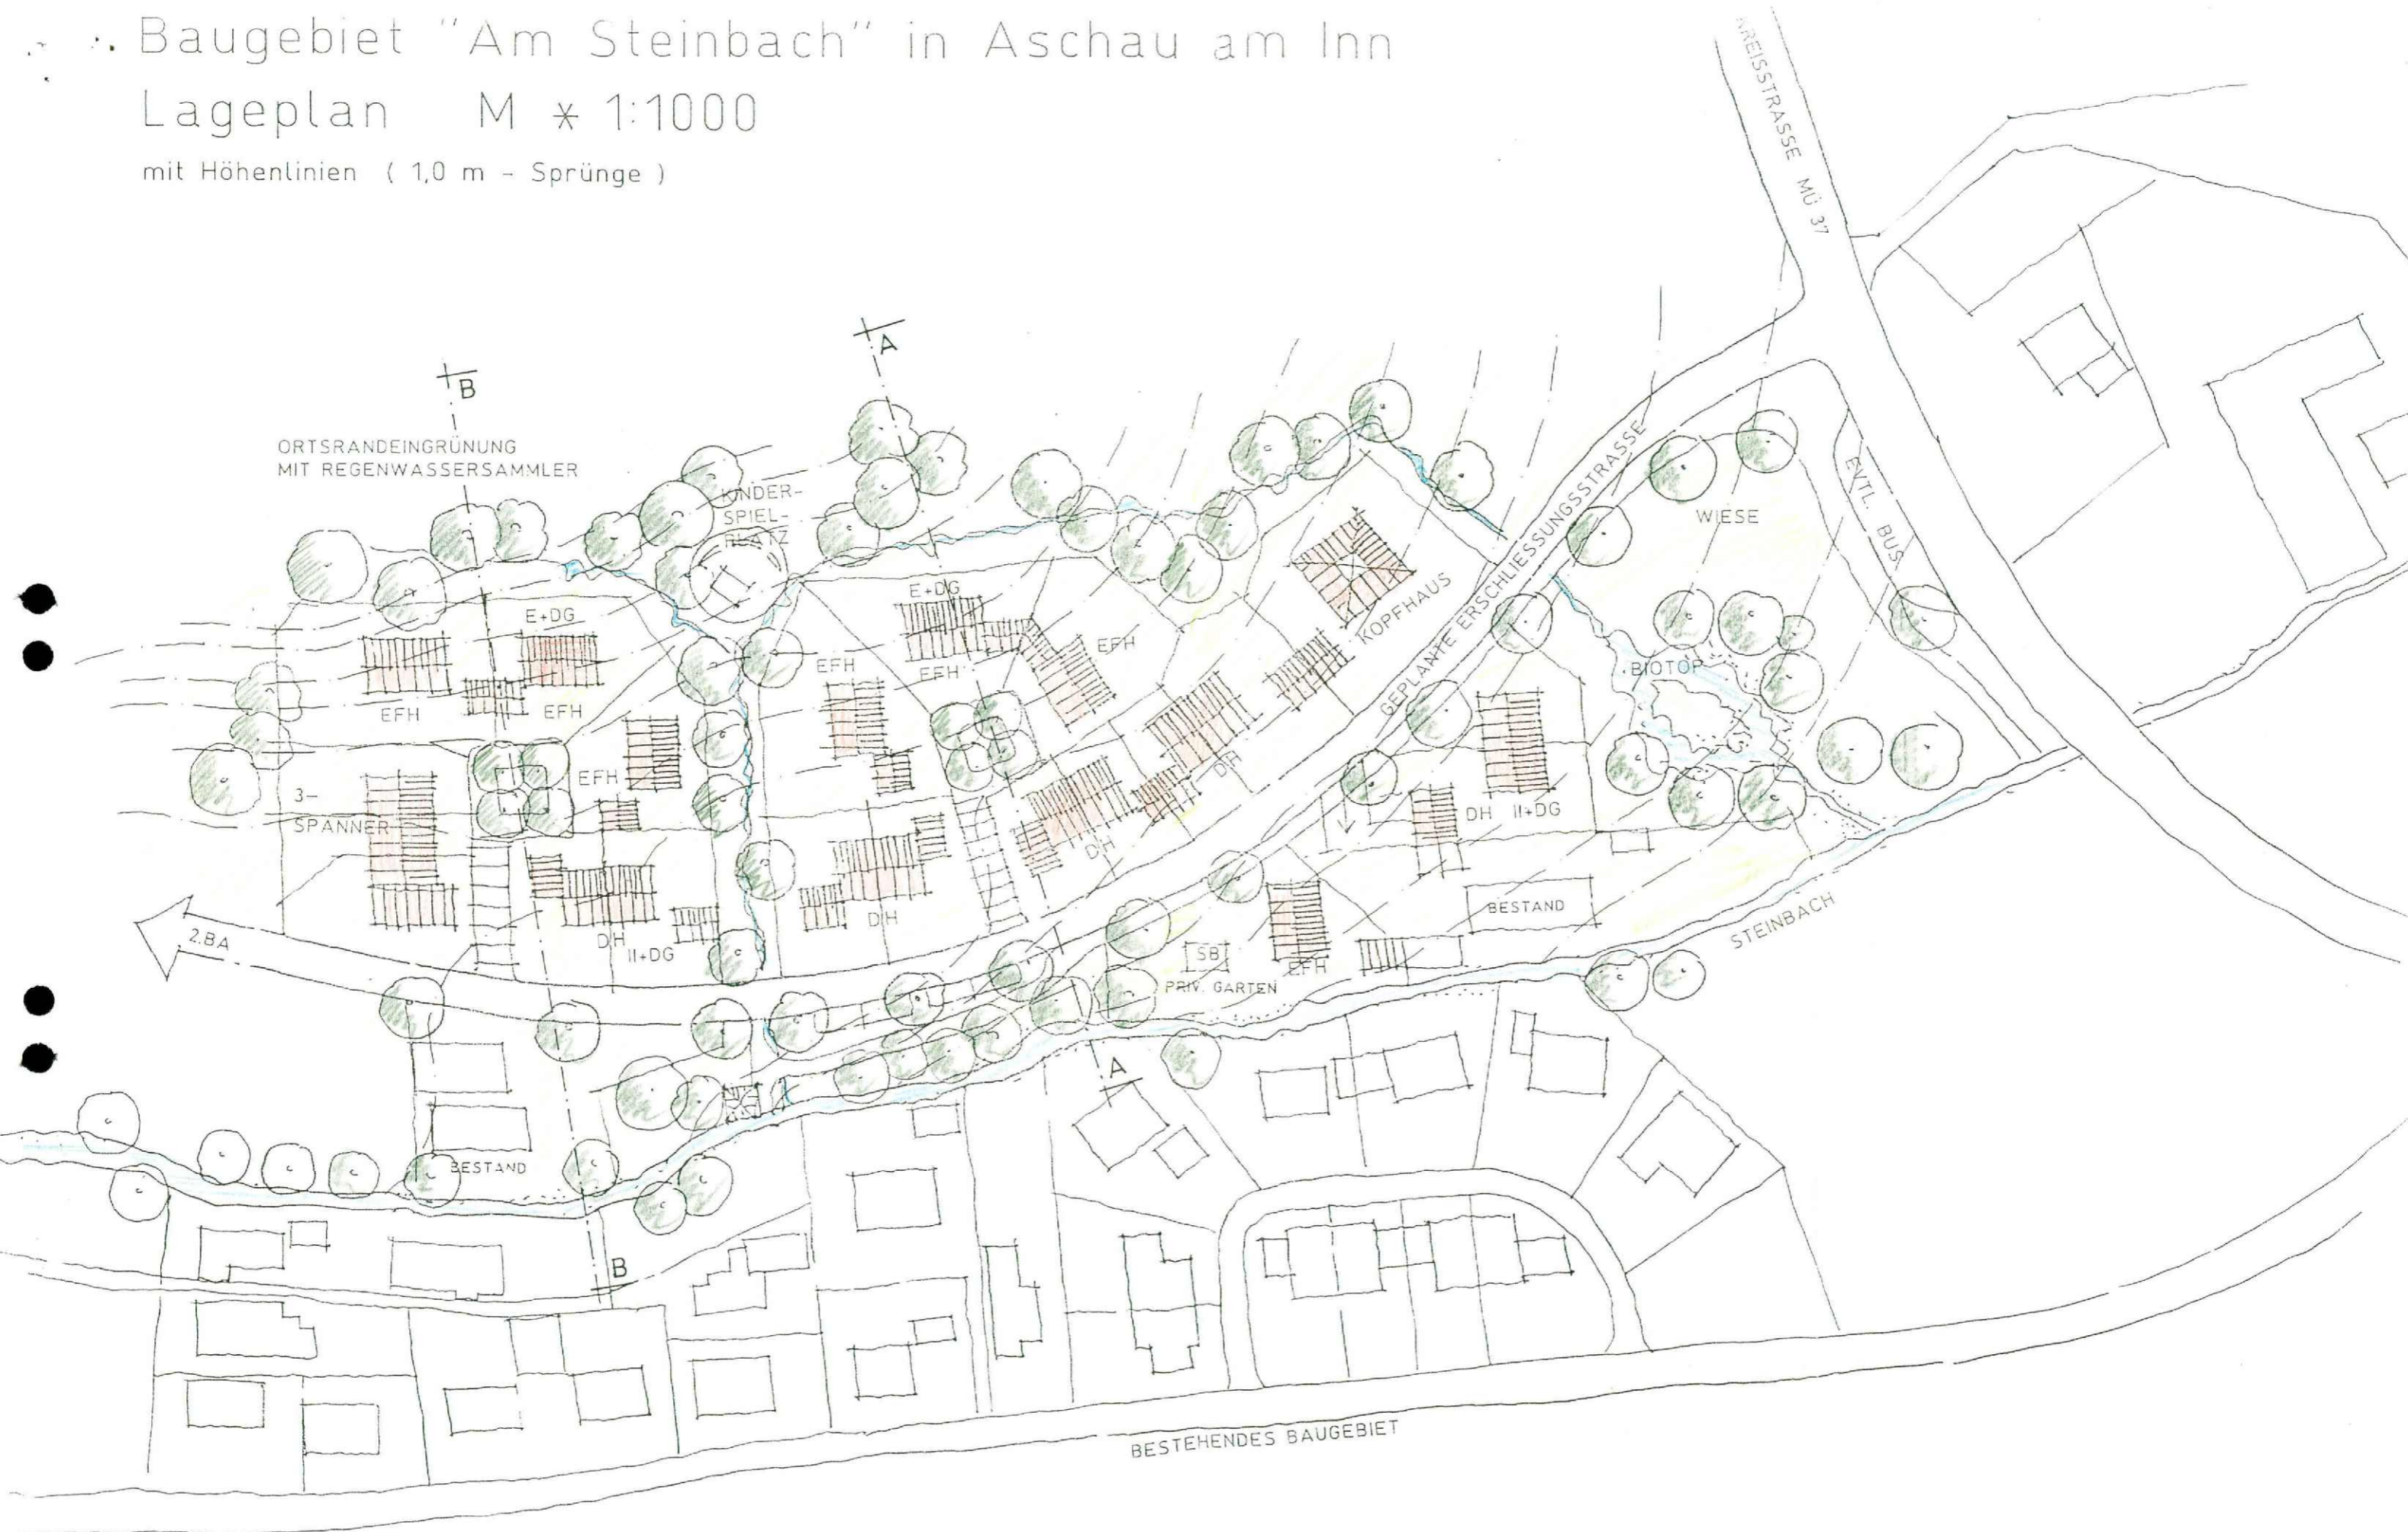 Baugebiet "Am Steinbach" in Aschau am Inn
Lageplan M * 1:1000
mit Höhenlinien ( 1,0 m - Sprünge )
KREISSTRASSE MÜ 37
A
B
ORTSRANDEINGRÜNUNG
MIT REGENWASSERSAMMLER
KINDER-
SPIEL-
PLATZ
GEPLANTE ERSCHLIESSUNGSSTRASSE
WIESE
EVTL. BUS
E+DG
E+DG
KOPFHAUS
EFH
EFH
EFH
BIOTOP
EFH
EFH
EFH
DH
3-
SPANNER
DH II+DG
DH
DH
BESTAND
STEINBACH
2.BA
DH
II+DG
SB
EFH
PRIV. GARTEN
A
BESTAND
B
BESTEHENDES BAUGEBIET